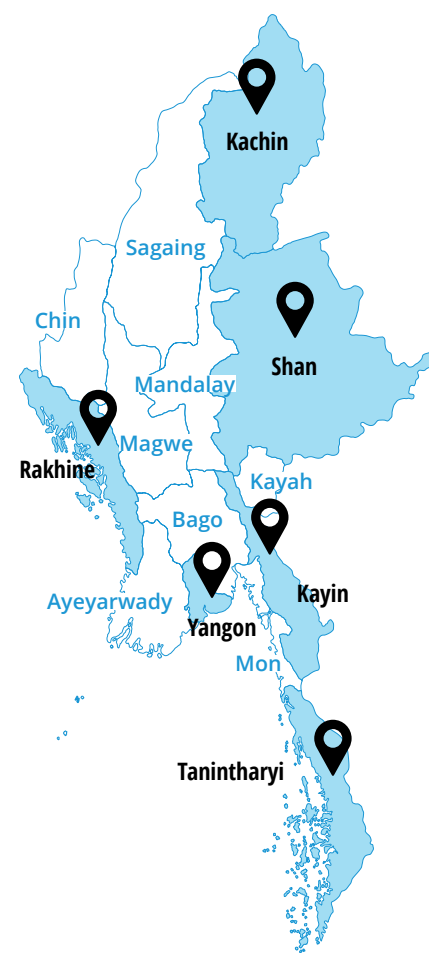 Kachin
Sagaing
Chin
Shan
Mandalay
Magwe
Rakhine
Kayah
Bago
Kayin
Ayeyarwady
Yangon
Mon
Tanintharyi